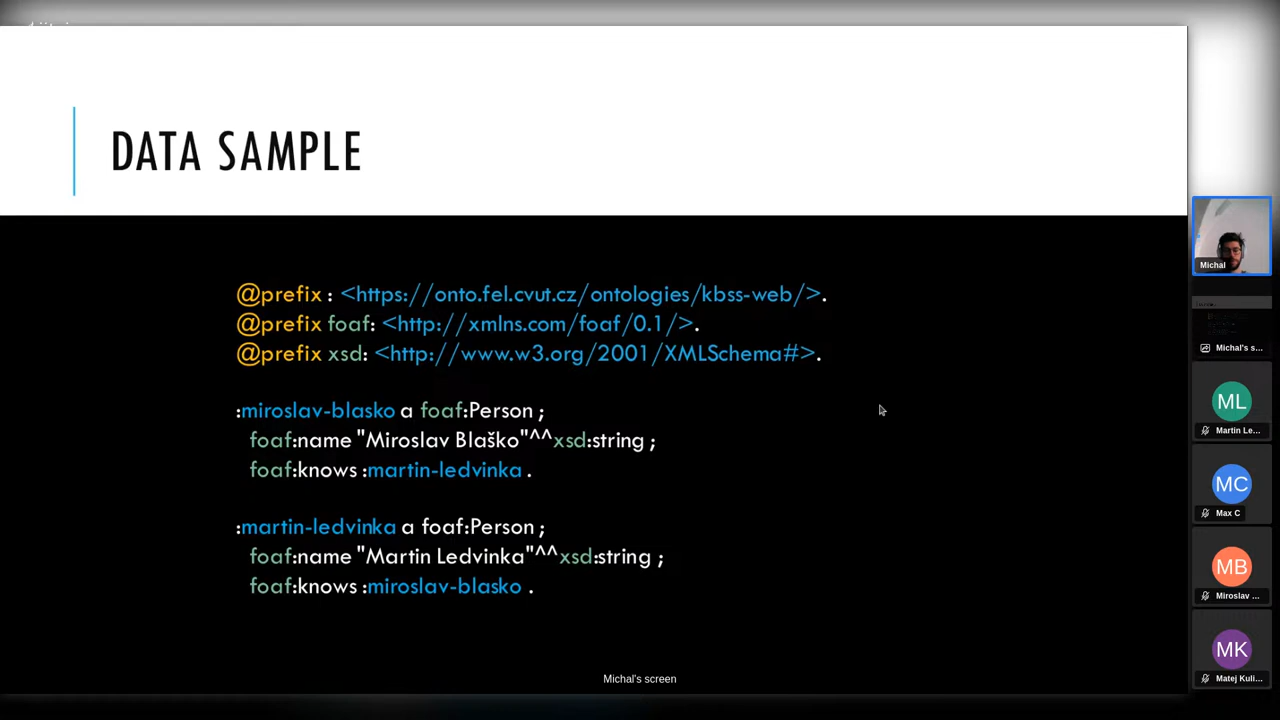 DATA SAMPLE
@prefix : <https://onto.fel.cvut.cz/ontologies/kbss-web/>.
@prefix foaf: <http://xmlns.com/foaf/0.1/>.
@prefix xsd: <http://www.w3.org/2001/XMLSchema#>.
:miroslav-blasko a foaf:Person ;
foaf:name "Miroslav Blaško"^^xsd:string ;
foaf:knows :martin-ledvinka .
:martin-ledvinka a foaf:Person ;
foaf:name "Martin Ledvinka"^^xsd:string ;
foaf:knows :miroslav-blasko .
Michal's screen
Michal
Michal's s...
ML
Martin Le...
MC
Max C
MB
Miroslav ...
MK
Matej Kuli...